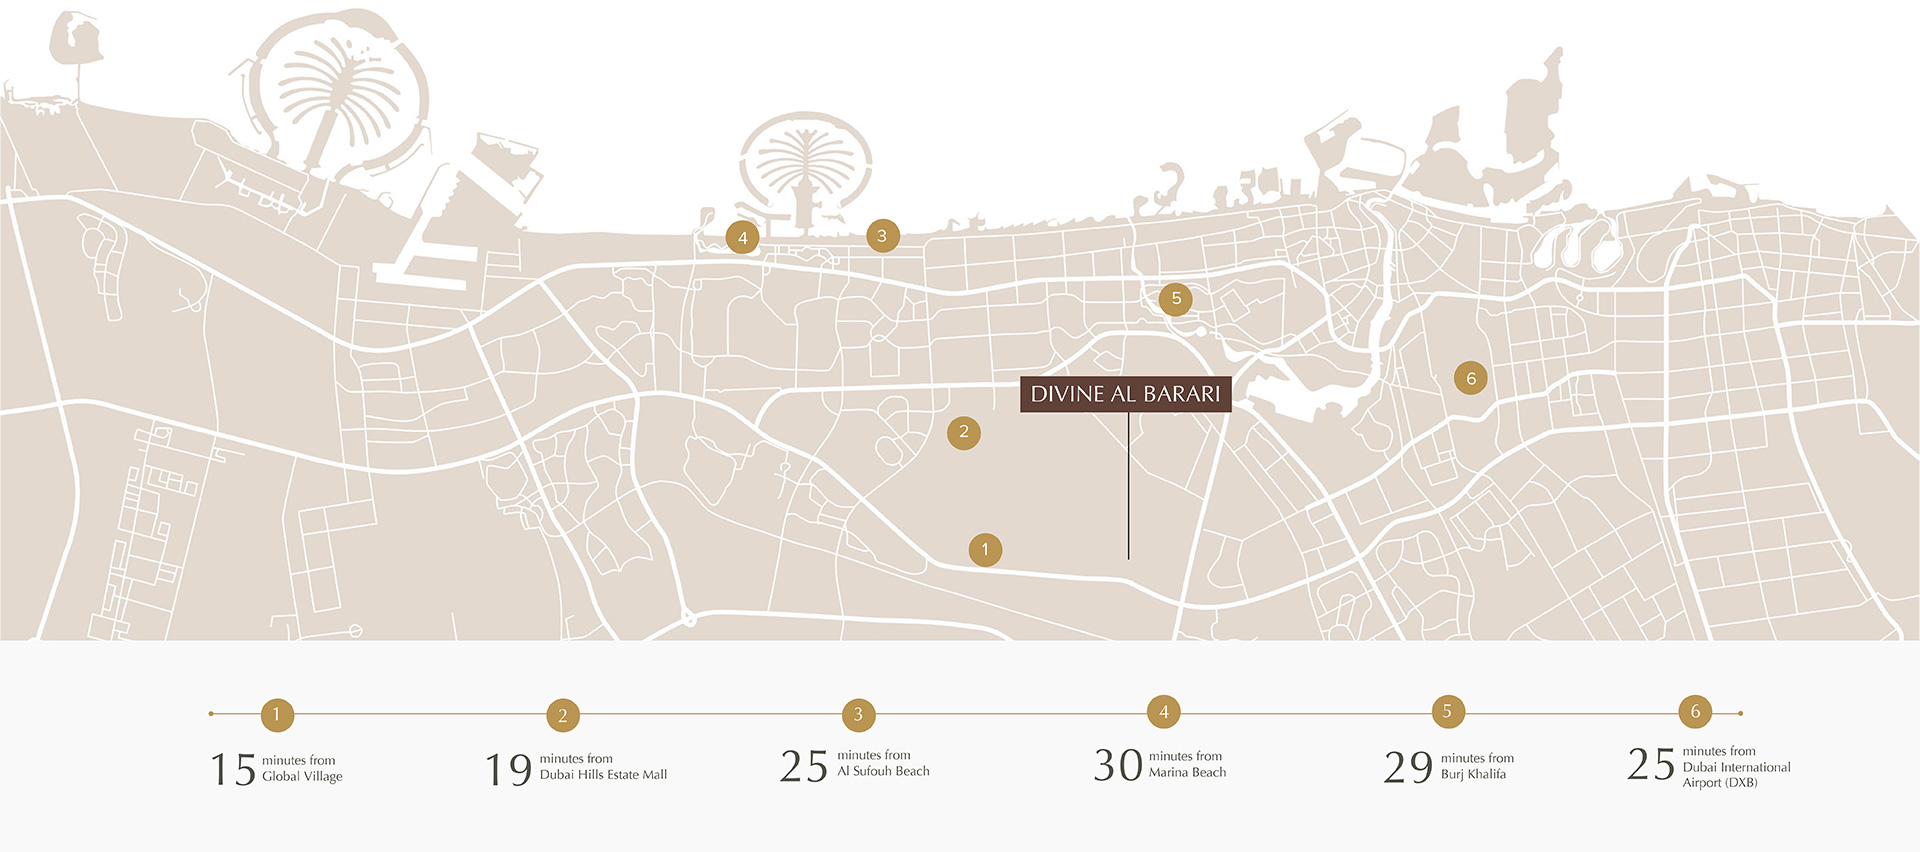 4
3
5
6
DIVINE AL BARARI
2
1
1
2
3
4
5
6
15 minutes from
Global Village
19 minutes from
Dubai Hills Estate Mall
25 minutes from
Al Sufouh Beach
30 minutes from
Marina Beach
29 minutes from
Burj Khalifa
25 minutes from
Dubai International
Airport (DXB)